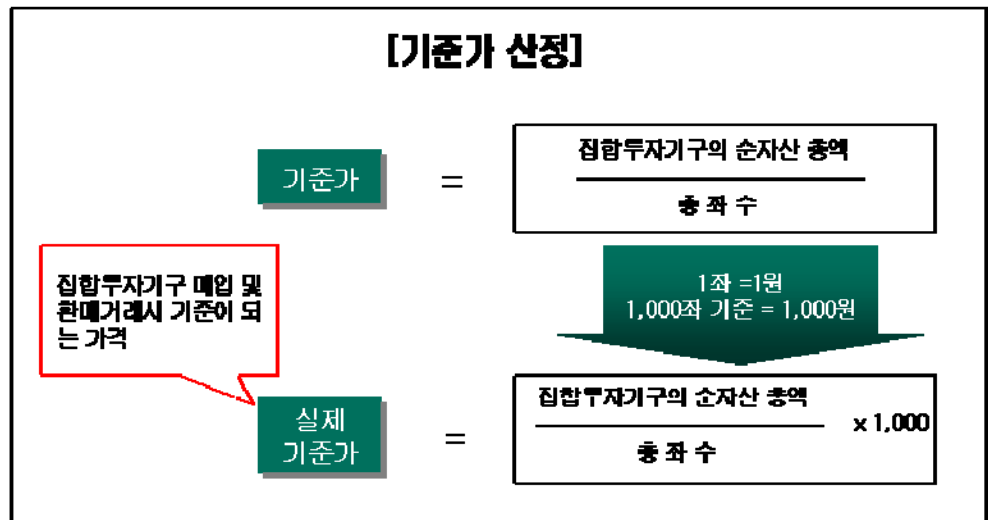 [기준가 산정]
기준가
=
집합투자기구의 순자산 총액
총 좌 수
집합투자기구 매입 및
환매거래시 기준이 되
는 가격
1좌 =1원
1,000좌 기준 = 1,000원
실제
기준가
=
집합투자기구의 순자산 총액
총 좌 수
x 1,000